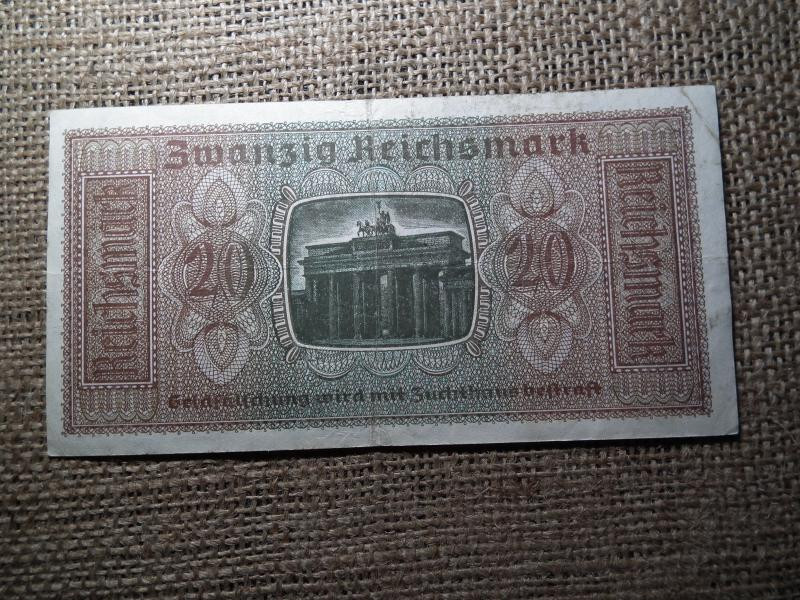 Zwanzig Reichsmark
Reichsmark
20
20
Reichsmark
Geldfälschung wird mit Zuchthaus bestraft